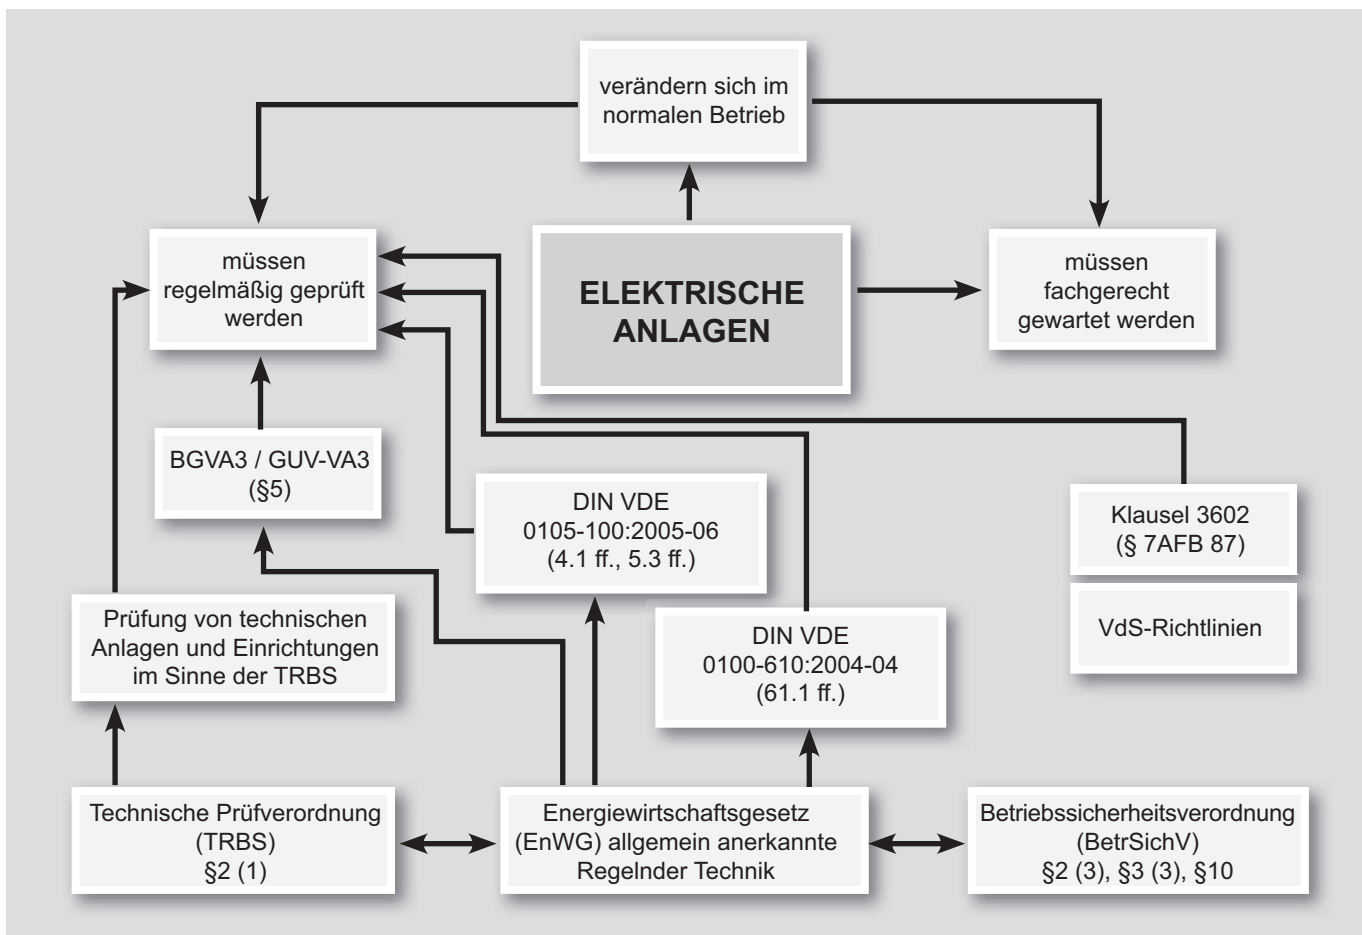 verändern sich im
normalen Betrieb
müssen
regelmäßig geprüft
werden
ELEKTRISCHE
ANLAGEN
müssen
fachgerecht
gewartet werden
BGVA3 / GUV-VA3
(§5)
DIN VDE
0105-100:2005-06
(4.1 ff., 5.3 ff.)
Klausel 3602
(§ 7AFB 87)
VdS-Richtlinien
Prüfung von technischen
Anlagen und Einrichtungen
im Sinne der TRBS
DIN VDE
0100-610:2004-04
(61.1 ff.)
Technische Prüfverordnung
(TRBS)
§2 (1)
Energiewirtschaftsgesetz
(EnWG) allgemein anerkannte
Regelnder Technik
Betriebssicherheitsverordnung
(BetrSichV)
§2 (3), §3 (3), §10